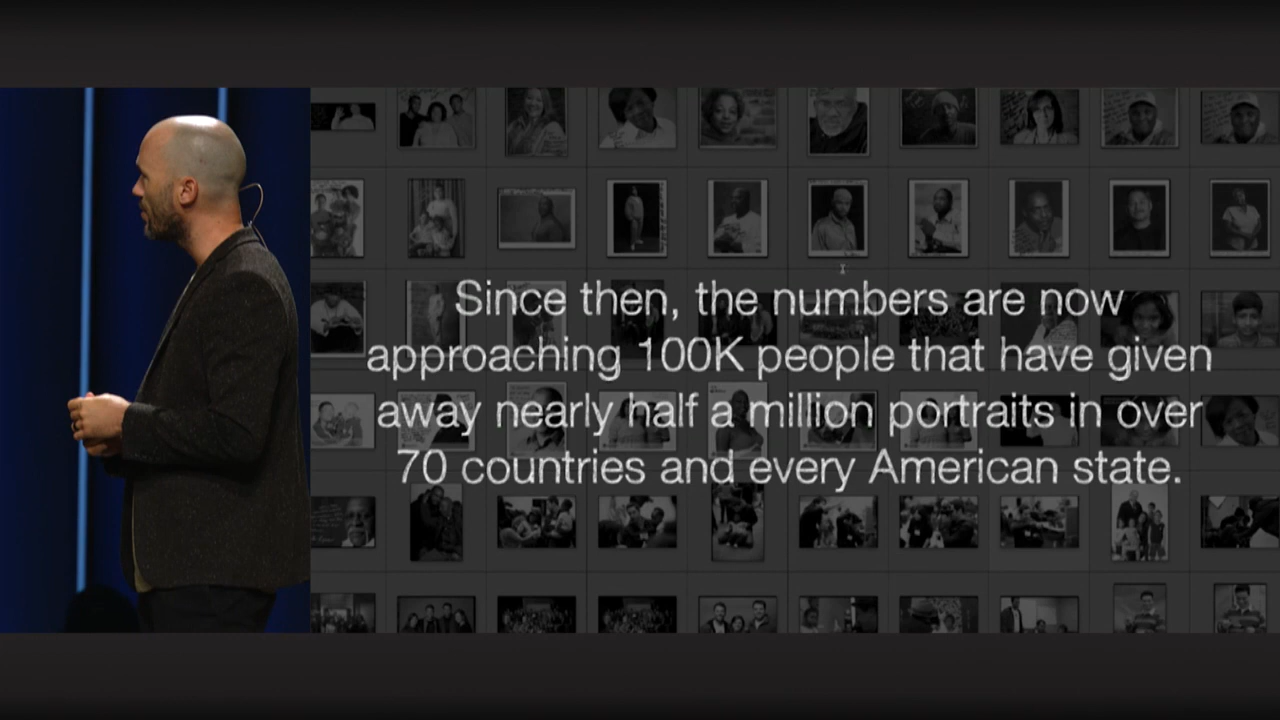 Since then, the numbers are now
approaching 100K people that have given
away nearly half a million portraits in over
70 countries and every American state.